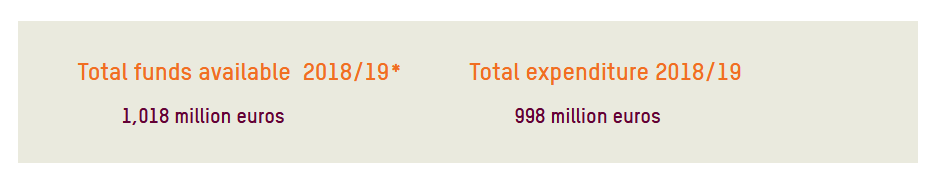 Total funds available 2018/19*
Total expenditure 2018/19
1,018 million euros
998 million euros